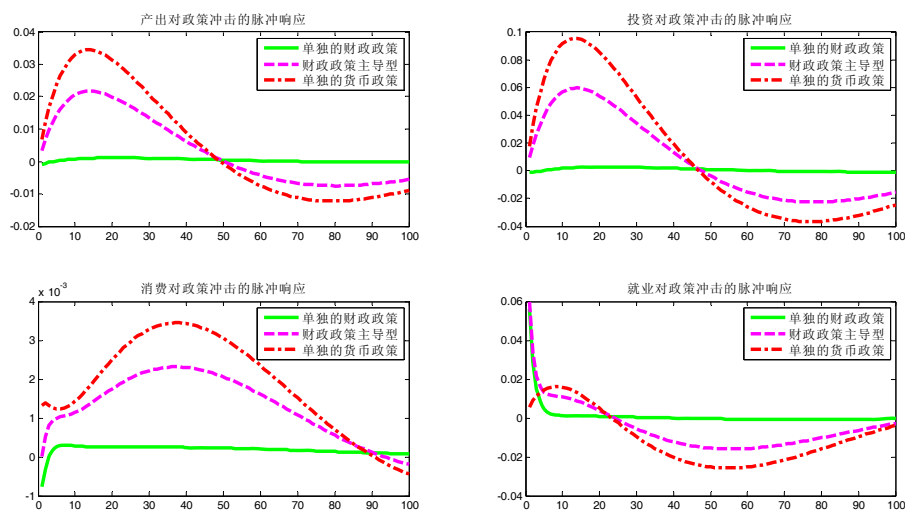 产出对政策冲击的脉冲响应
0.04
0.03
0.02
0.01
0
-0.01
-0.02
0 10 20 30 40 50 60 70 80 90 100
单独的财政政策
财政政策主导型
单独的货币政策
投资对政策冲击的脉冲响应
0.1
0.08
0.06
0.04
0.02
0
-0.02
-0.04
0 10 20 30 40 50 60 70 80 90 100
单独的财政政策
财政政策主导型
单独的货币政策
消费对政策冲击的脉冲响应
x 10⁻³
4
3
2
1
0
-1
0 10 20 30 40 50 60 70 80 90 100
单独的财政政策
财政政策主导型
单独的货币政策
就业对政策冲击的脉冲响应
0.06
0.04
0.02
0
-0.02
-0.04
0 10 20 30 40 50 60 70 80 90 100
单独的财政政策
财政政策主导型
单独的货币政策